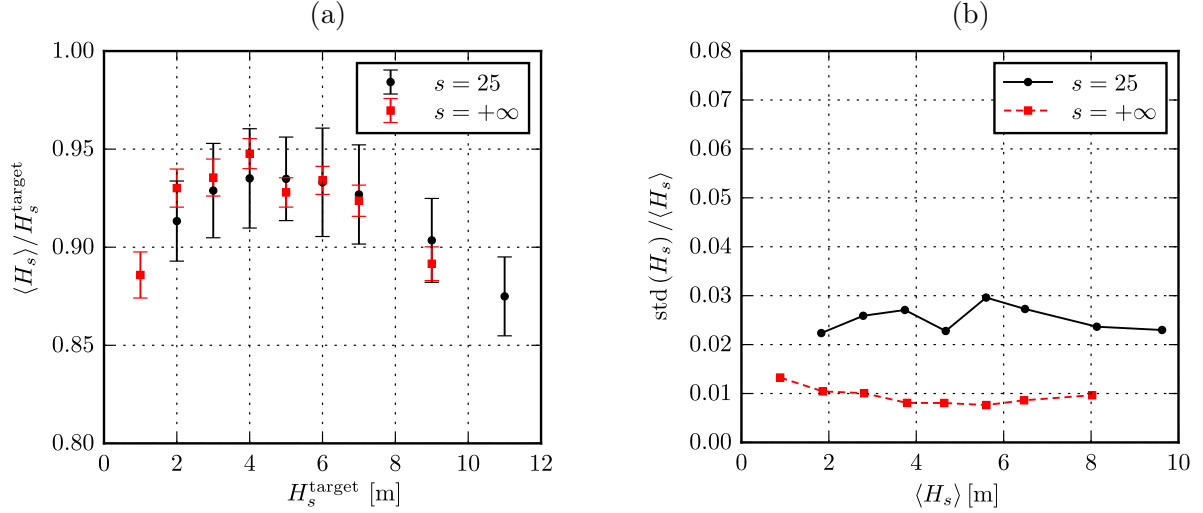 (a)
1.00
0.95
0.90
0.85
0.80
⟨H_s⟩/H_s^target
s = 25
s = +∞
0 2 4 6 8 10 12
H_s^target [m]
(b)
0.08
0.07
0.06
0.05
0.04
0.03
0.02
0.01
0.00
std (H_s) /⟨H_s⟩
s = 25
s = +∞
0 2 4 6 8 10
⟨H_s⟩ [m]